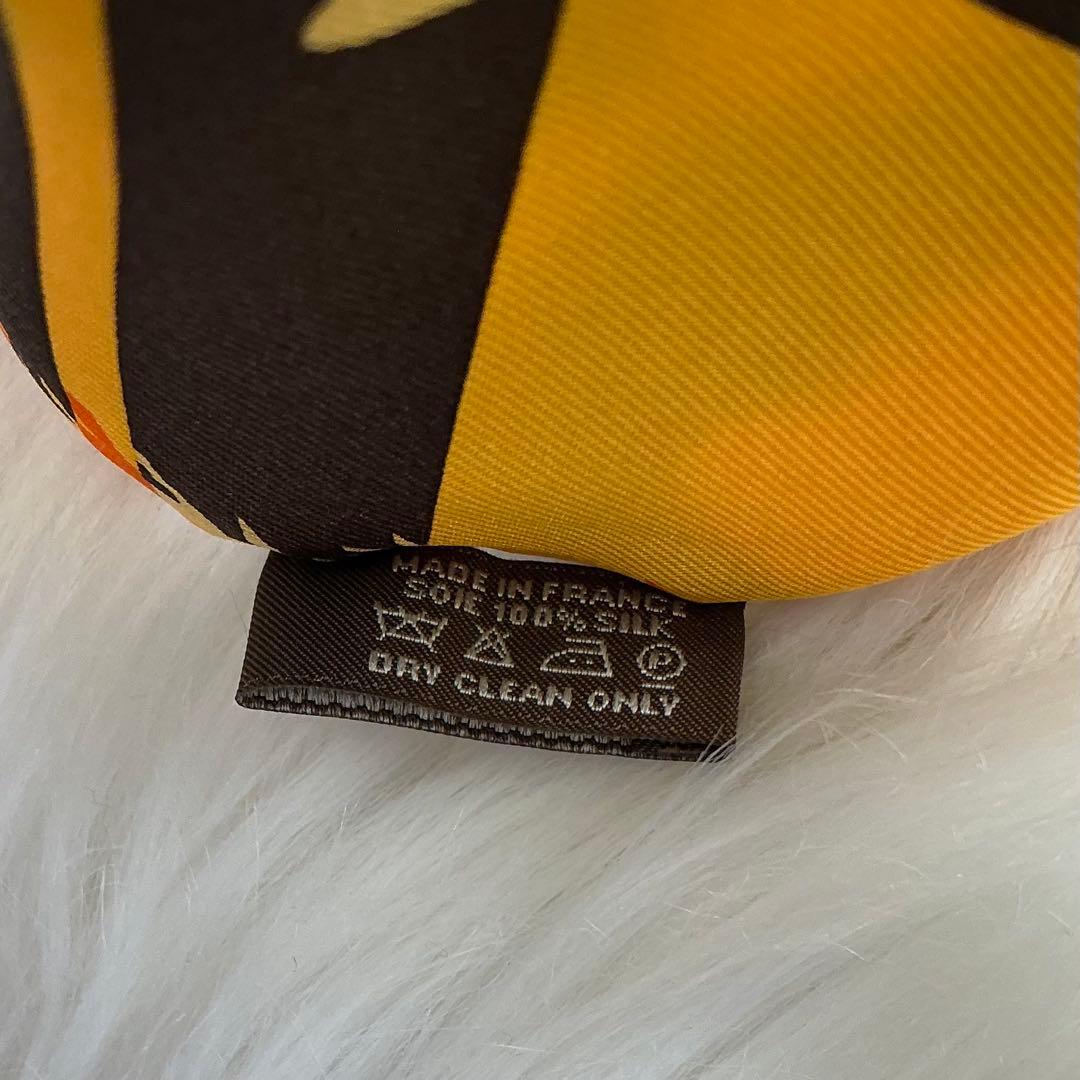 MADE IN FRANCE
SOIE 100% SILK
P
DRY CLEAN ONLY